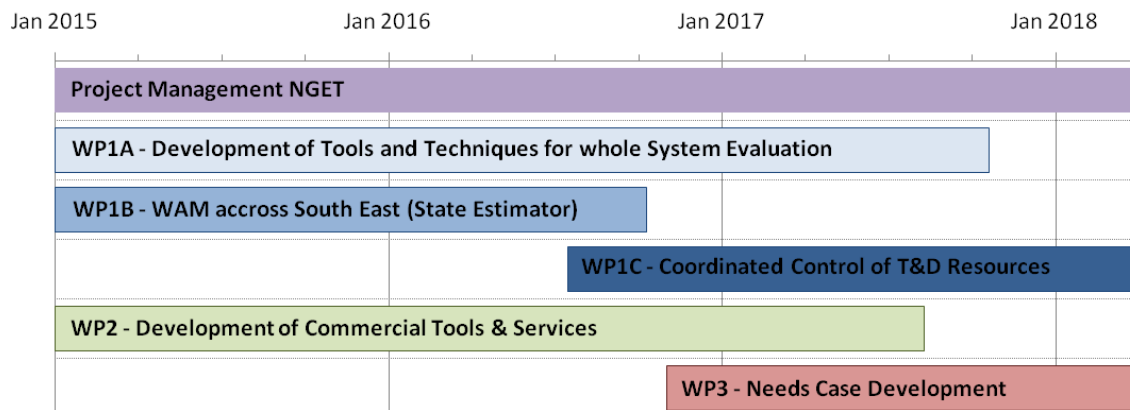 Jan 2015 Jan 2016 Jan 2017 Jan 2018
Project Management NGET
WP1A - Development of Tools and Techniques for whole System Evaluation
WP1B - WAM accross South East (State Estimator)
WP1C - Coordinated Control of T&D Resources
WP2 - Development of Commercial Tools & Services
WP3 - Needs Case Development